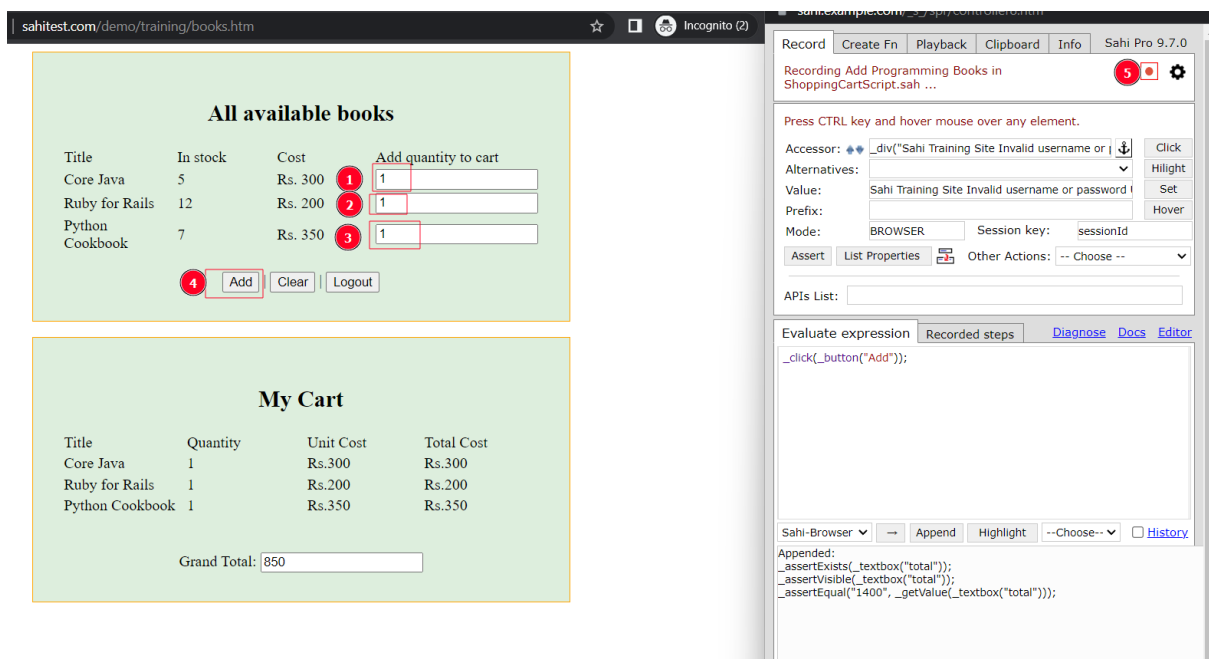 sahitest.com/demo/training/books.htm
Incognito (2)
All available books
Title In stock Cost Add quantity to cart
Core Java 5 Rs. 300 1 1
Ruby for Rails 12 Rs. 200 2 1
Python Cookbook 7 Rs. 350 3 1
4 Add | Clear | Logout
My Cart
Title Quantity Unit Cost Total Cost
Core Java 1 Rs.300 Rs.300
Ruby for Rails 1 Rs.200 Rs.200
Python Cookbook 1 Rs.350 Rs.350
Grand Total: 850
sahi.example.com/_s_/spr/controller6.htm
Record Create Fn Playback Clipboard Info Sahi Pro 9.7.0
Recording Add Programming Books in
ShoppingCartScript.sah ...
5
Press CTRL key and hover mouse over any element.
Accessor: _div("Sahi Training Site Invalid username or Click
Alternatives: Hilight
Value: Sahi Training Site Invalid username or password Set
Prefix: Hover
Mode: BROWSER Session key: sessionId
Assert List Properties Other Actions: -- Choose --
APIs List:
Evaluate expression Recorded steps Diagnose Docs Editor
_click(_button("Add"));
Sahi-Browser → Append Highlight --Choose-- History
Appended:
_assertExists(_textbox("total"));
_assertVisible(_textbox("total"));
_assertEqual("1400", _getValue(_textbox("total")));